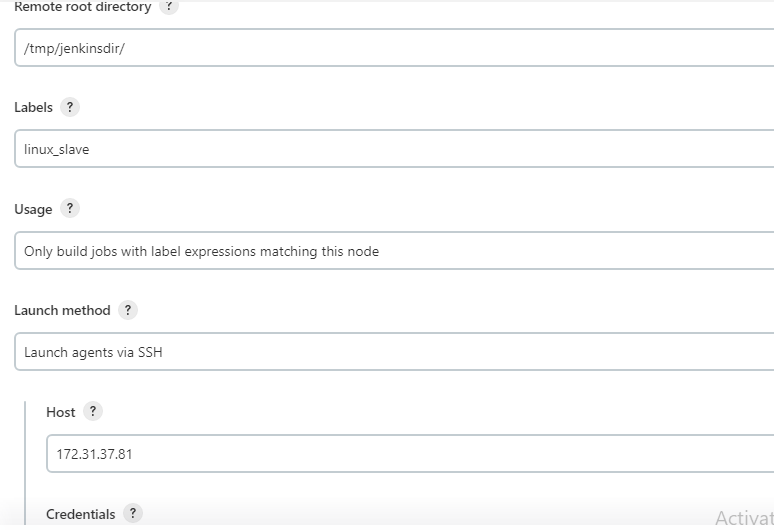 Remote root directory ?
/tmp/jenkinsdir/
Labels ?
linux_slave
Usage ?
Only build jobs with label expressions matching this node
Launch method ?
Launch agents via SSH
Host ?
172.31.37.81
Credentials ?
Activat